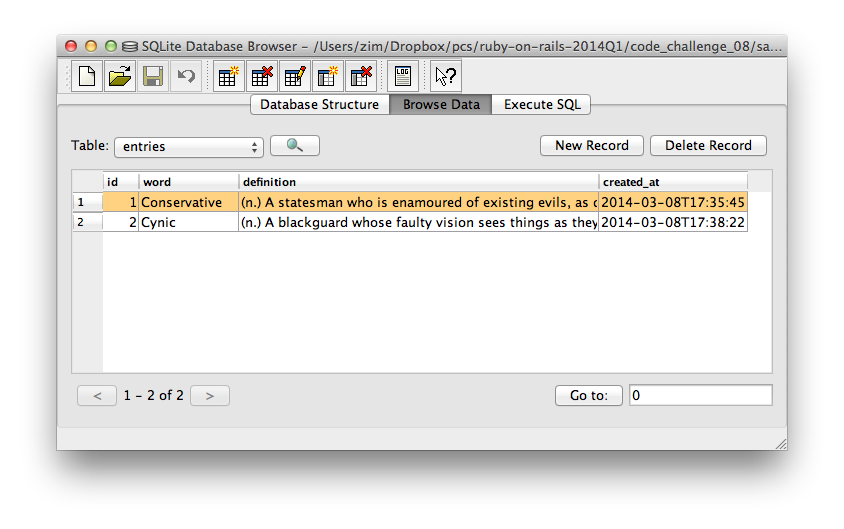 SQLite Database Browser – /Users/zim/Dropbox/pcs/ruby-on-rails-2014Q1/code_challenge_08/sa...
LOG
Database Structure Browse Data Execute SQL
Table: entries New Record Delete Record
id word definition created_at
1 1 Conservative (n.) A statesman who is enamoured of existing evils, as 2014-03-08T17:35:45
2 2 Cynic (n.) A blackguard whose faulty vision sees things as they 2014-03-08T17:38:22
< 1 - 2 of 2 > Go to: 0